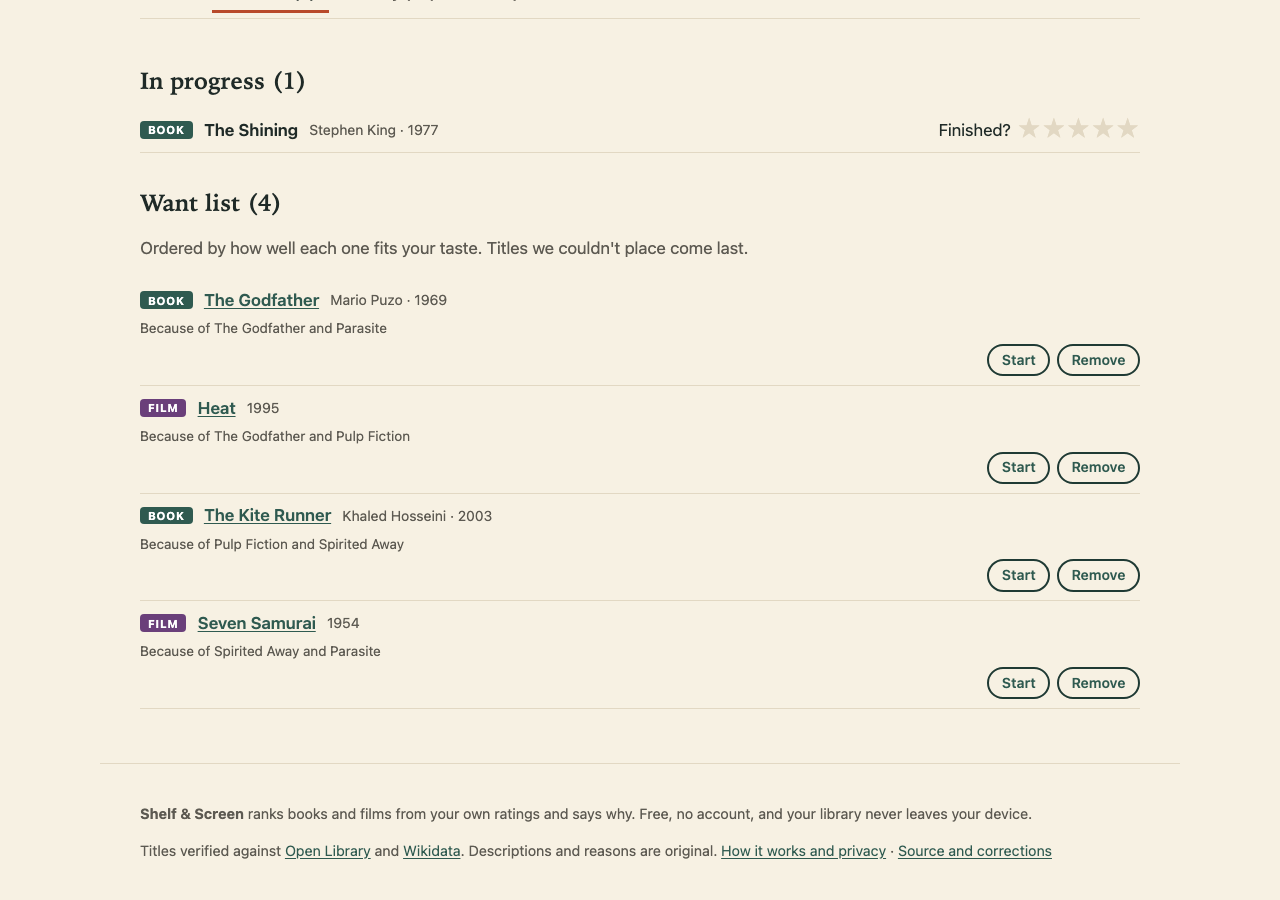 In progress (1)
BOOK The Shining Stephen King · 1977 Finished? ★★★★★
Want list (4)
Ordered by how well each one fits your taste. Titles we couldn't place come last.
BOOK The Godfather Mario Puzo · 1969
Because of The Godfather and Parasite
Start Remove
FILM Heat 1995
Because of The Godfather and Pulp Fiction
Start Remove
BOOK The Kite Runner Khaled Hosseini · 2003
Because of Pulp Fiction and Spirited Away
Start Remove
FILM Seven Samurai 1954
Because of Spirited Away and Parasite
Start Remove
Shelf & Screen ranks books and films from your own ratings and says why. Free, no account, and your library never leaves your device.
Titles verified against Open Library and Wikidata. Descriptions and reasons are original. How it works and privacy · Source and corrections